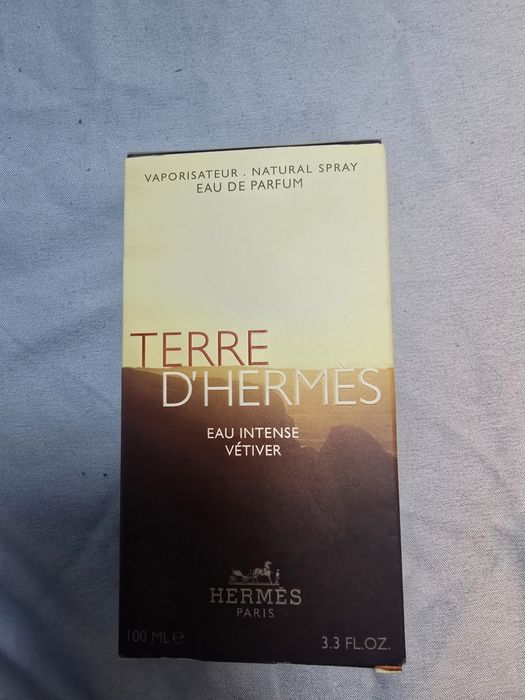 VAPORISATEUR . NATURAL SPRAY
EAU DE PARFUM
TERRE
D'HERMÈS
EAU INTENSE
VÉTIVER
HERMÈS
PARIS
100 ML ℮
3.3 FL.OZ.